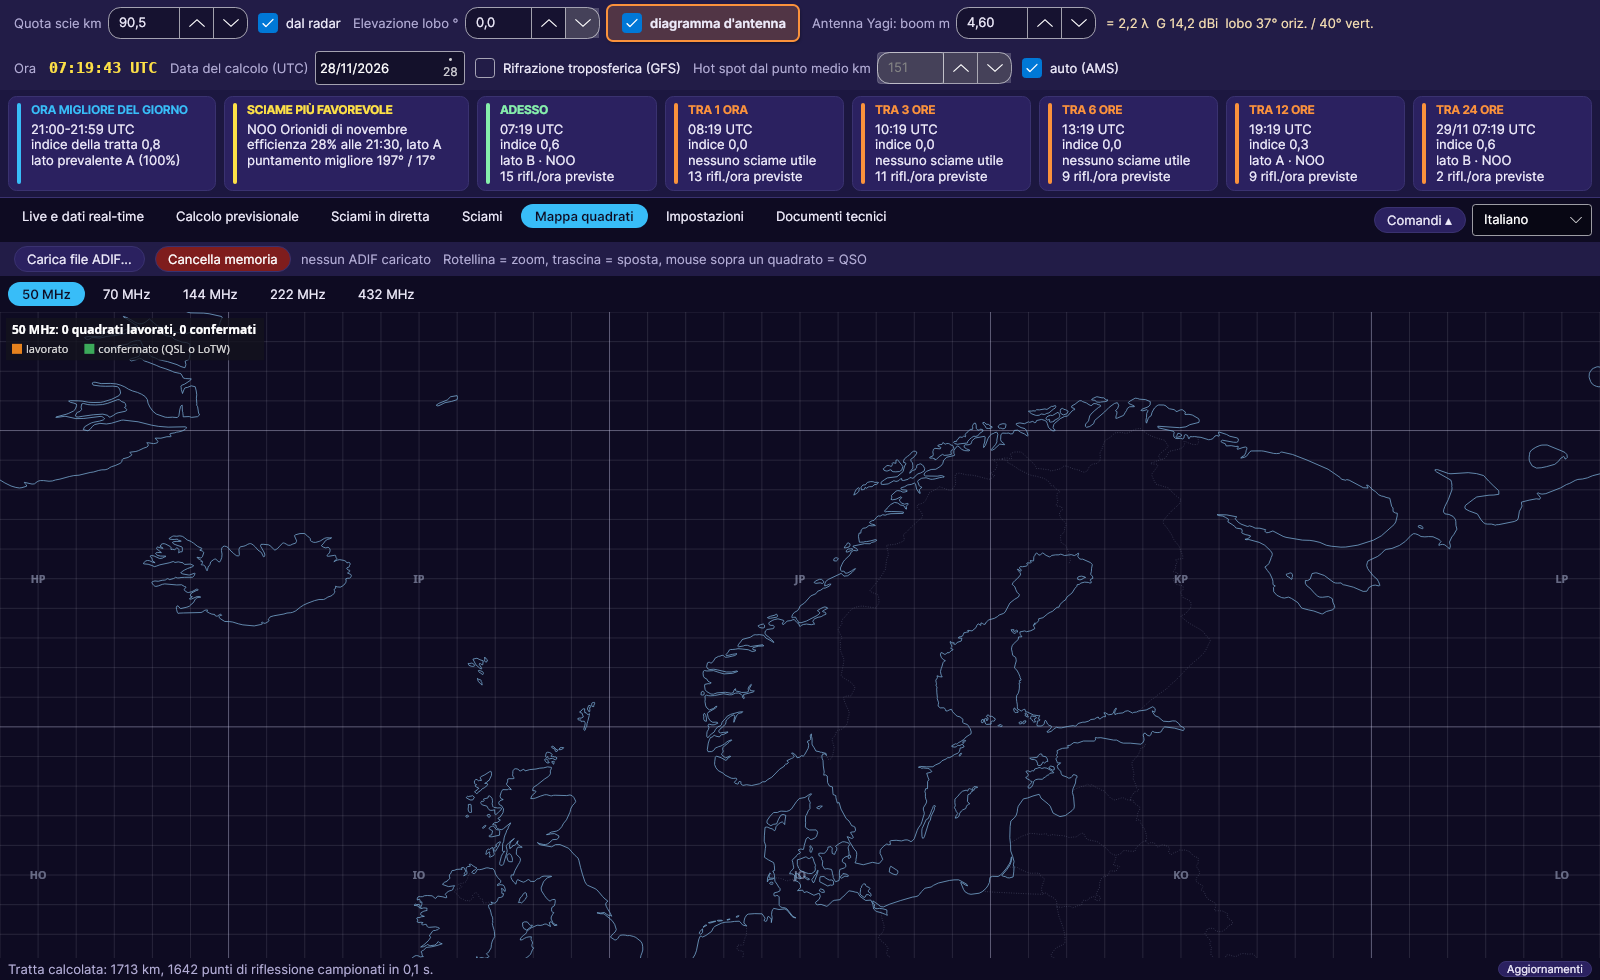 Quota scie km 90,5 dal radar Elevazione lobo ° 0,0 diagramma d'antenna Antenna Yagi: boom m 4,60 = 2,2 λ G 14,2 dBi lobo 37° oriz. / 40° vert.
Ora 07:19:43 UTC Data del calcolo (UTC) 28/11/2026 28 Rifrazione troposferica (GFS) Hot spot dal punto medio km 151 auto (AMS)
ORA MIGLIORE DEL GIORNO
21:00-21:59 UTC
indice della tratta 0,8
lato prevalente A (100%)
SCIAME PIÙ FAVOREVOLE
NOO Orionidi di novembre
efficienza 28% alle 21:30, lato A
puntamento migliore 197° / 17°
ADESSO
07:19 UTC
indice 0,6
lato B · NOO
15 rifl./ora previste
TRA 1 ORA
08:19 UTC
indice 0,0
nessuno sciame utile
13 rifl./ora previste
TRA 3 ORE
10:19 UTC
indice 0,0
nessuno sciame utile
11 rifl./ora previste
TRA 6 ORE
13:19 UTC
indice 0,0
nessuno sciame utile
9 rifl./ora previste
TRA 12 ORE
19:19 UTC
indice 0,3
lato A · NOO
9 rifl./ora previste
TRA 24 ORE
29/11 07:19 UTC
indice 0,6
lato B · NOO
2 rifl./ora previste
Live e dati real-time Calcolo previsionale Sciami in diretta Sciami Mappa quadrati Impostazioni Documenti tecnici Comandi ▴ Italiano
Carica file ADIF... Cancella memoria nessun ADIF caricato Rotellina = zoom, trascina = sposta, mouse sopra un quadrato = QSO
50 MHz 70 MHz 144 MHz 222 MHz 432 MHz
50 MHz: 0 quadrati lavorati, 0 confermati
lavorato confermato (QSL o LoTW)
HP IP JP KP LP
HO IO JO KO LO
Tratta calcolata: 1713 km, 1642 punti di riflessione campionati in 0,1 s. Aggiornamenti